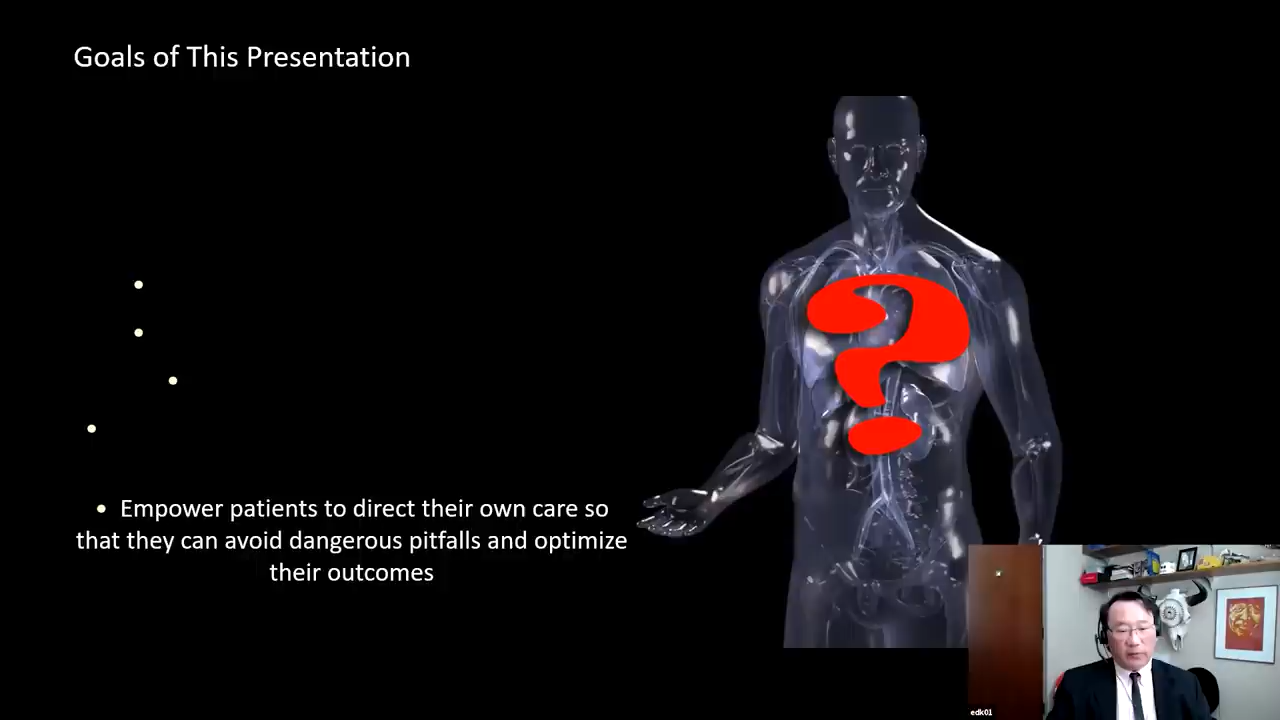 Goals of This Presentation
•
•
•
•
• Empower patients to direct their own care so
that they can avoid dangerous pitfalls and optimize
their outcomes
?
edk01